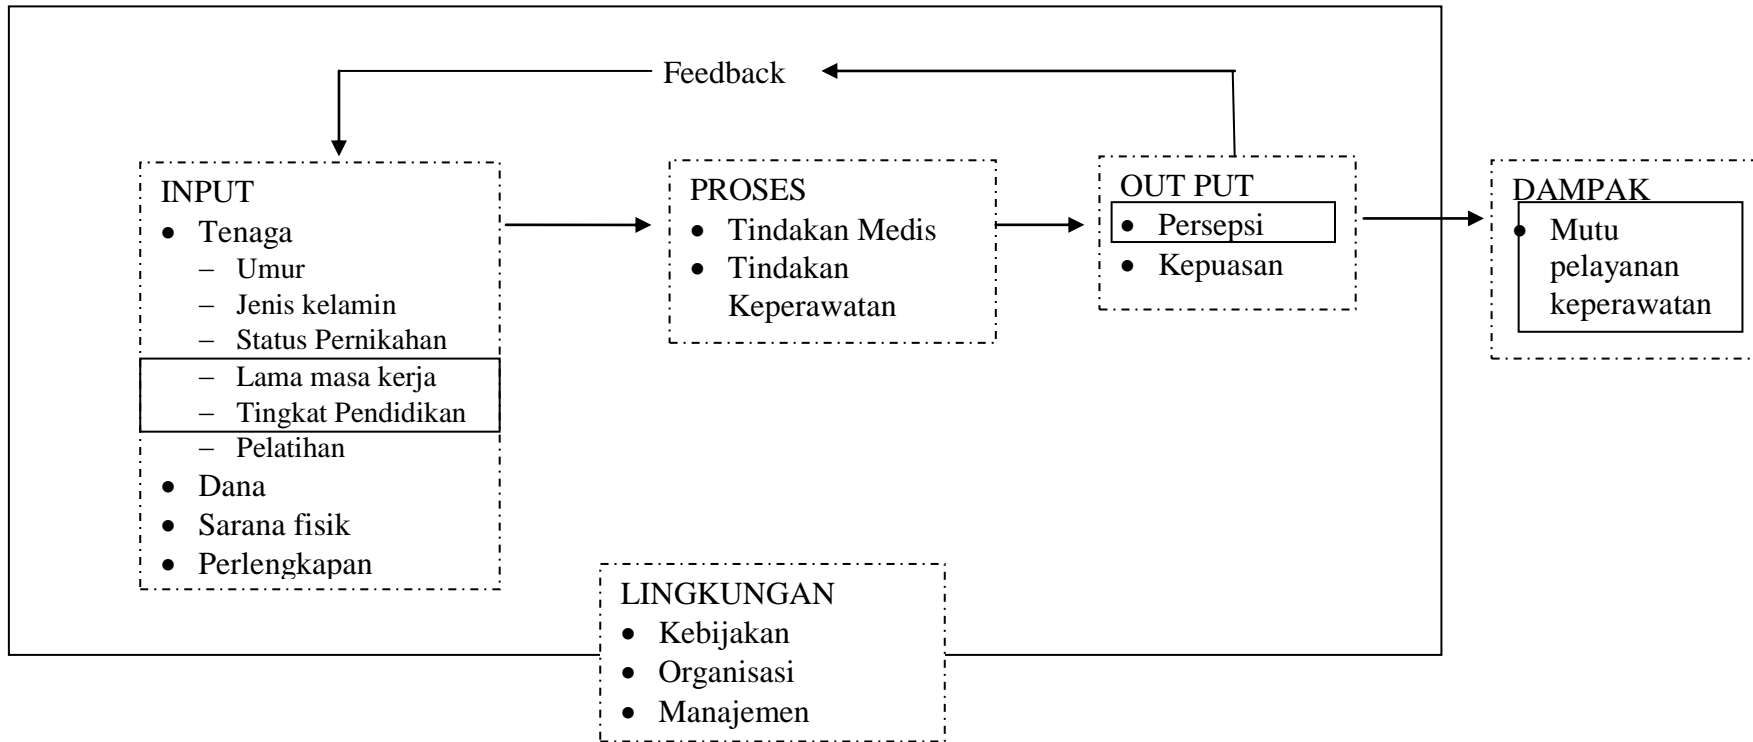 Feedback
INPUT
• Tenaga
– Umur
– Jenis kelamin
– Status Pernikahan
– Lama masa kerja
– Tingkat Pendidikan
– Pelatihan
• Dana
• Sarana fisik
• Perlengkapan
PROSES
• Tindakan Medis
• Tindakan
Keperawatan
OUT PUT
• Persepsi
• Kepuasan
DAMPAK
• Mutu
pelayanan
keperawatan
LINGKUNGAN
• Kebijakan
• Organisasi
• Manajemen